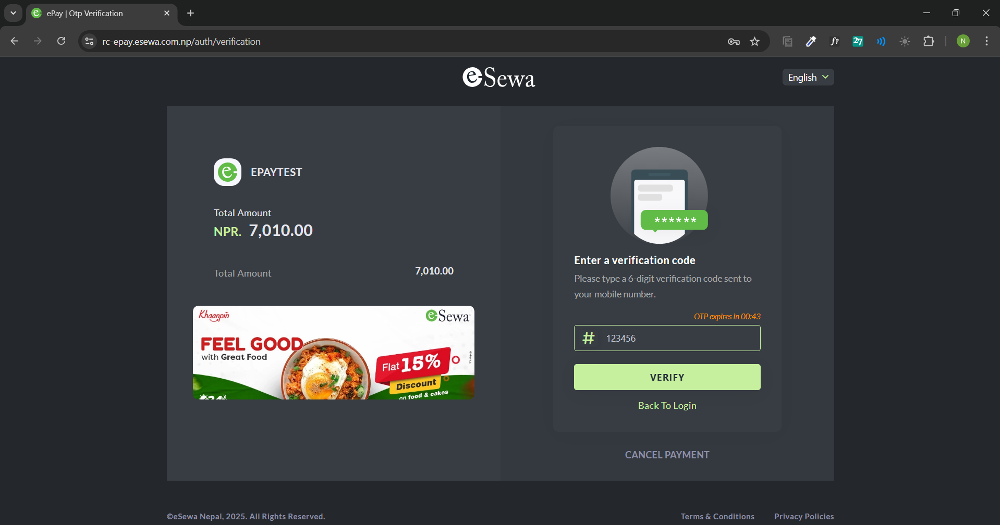 ePay | Otp Verification
rc-epay.esewa.com.np/auth/verification
f?
27
N
eSewa
English
EPAYTEST
Total Amount
NPR. 7,010.00
Total Amount 7,010.00
Khaanpin
eSewa
FEEL GOOD
with Great Food
Flat 15%
Discount
on food & cakes
******
Enter a verification code
Please type a 6-digit verification code sent to
your mobile number.
OTP expires in 00:43
# 123456
VERIFY
Back To Login
CANCEL PAYMENT
©eSewa Nepal, 2025. All Rights Reserved.
Terms & Conditions Privacy Policies